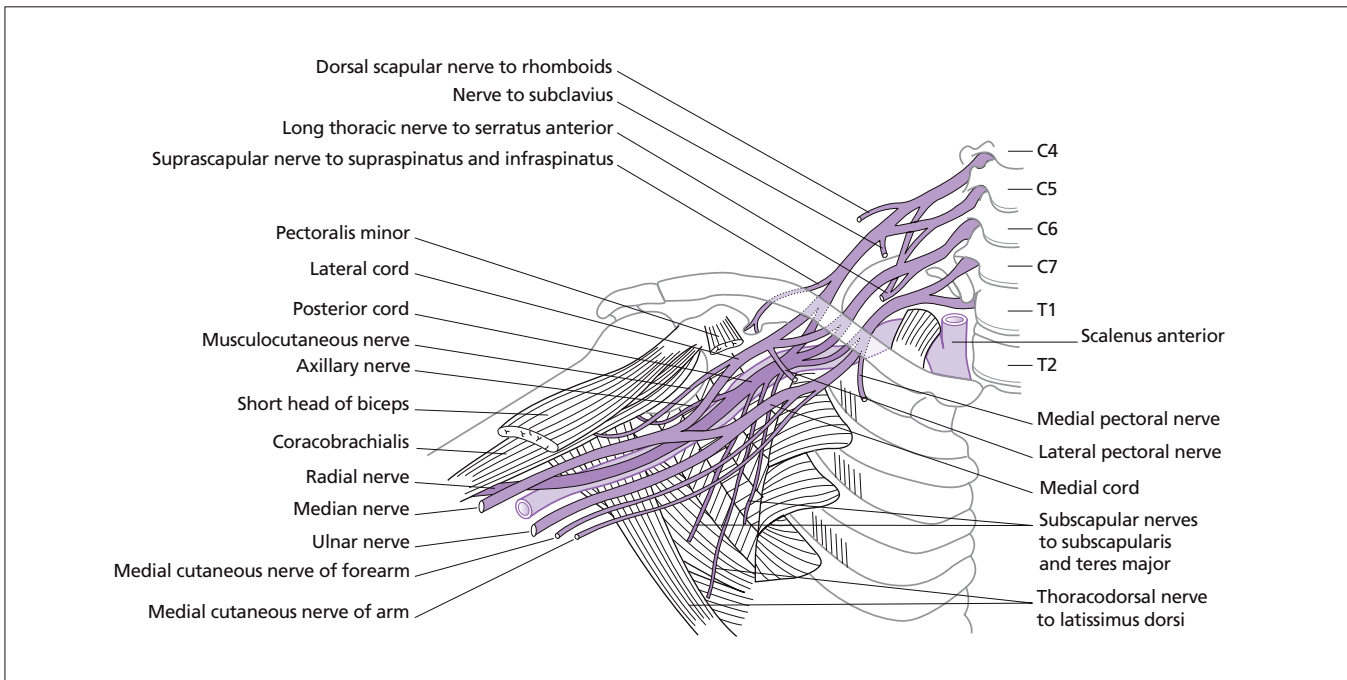 Dorsal scapular nerve to rhomboids
Nerve to subclavius
Long thoracic nerve to serratus anterior
Suprascapular nerve to supraspinatus and infraspinatus
Pectoralis minor
Lateral cord
Posterior cord
Musculocutaneous nerve
Axillary nerve
Short head of biceps
Coracobrachialis
Radial nerve
Median nerve
Ulnar nerve
Medial cutaneous nerve of forearm
Medial cutaneous nerve of arm
C4
C5
C6
C7
T1
Scalenus anterior
T2
Medial pectoral nerve
Lateral pectoral nerve
Medial cord
Subscapular nerves
to subscapularis
and teres major
Thoracodorsal nerve
to latissimus dorsi